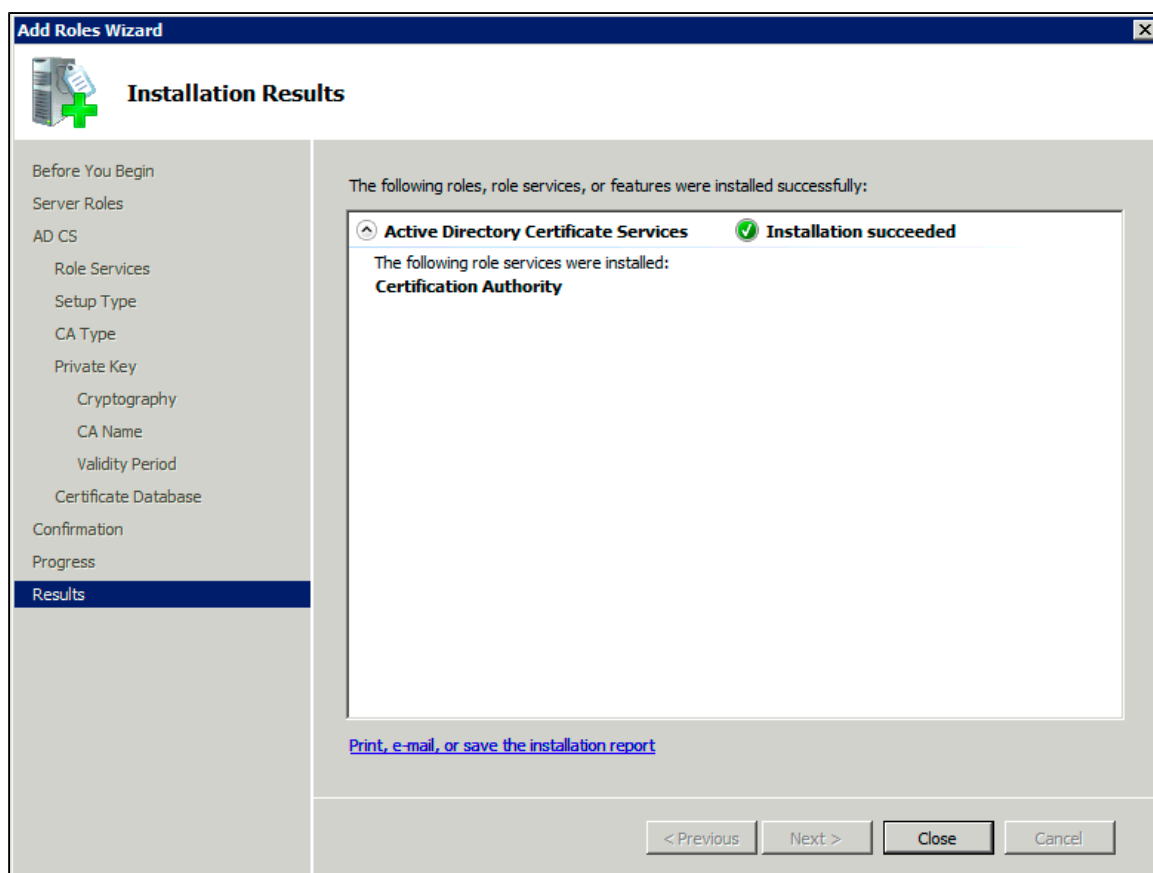 Add Roles Wizard
Installation Results
Before You Begin
Server Roles
AD CS
Role Services
Setup Type
CA Type
Private Key
Cryptography
CA Name
Validity Period
Certificate Database
Confirmation
Progress
Results
The following roles, role services, or features were installed successfully:
Active Directory Certificate Services Installation succeeded
The following role services were installed:
Certification Authority
Print, e-mail, or save the installation report
< Previous Next > Close Cancel